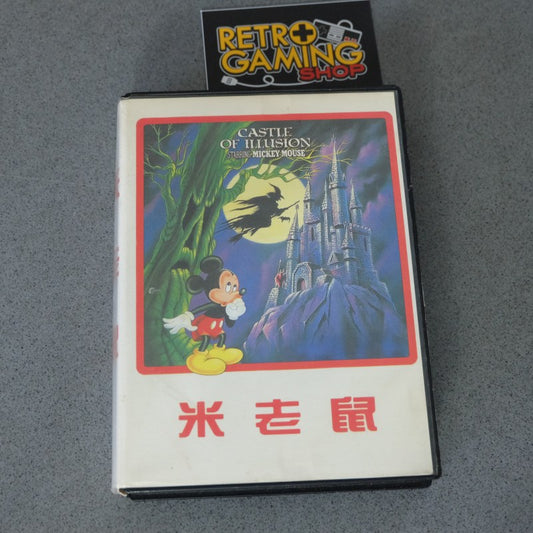 RETRO
GAMING
SHOP
CASTLE
OF ILLUSION
STARRING MICKEY MOUSE
米老鼠